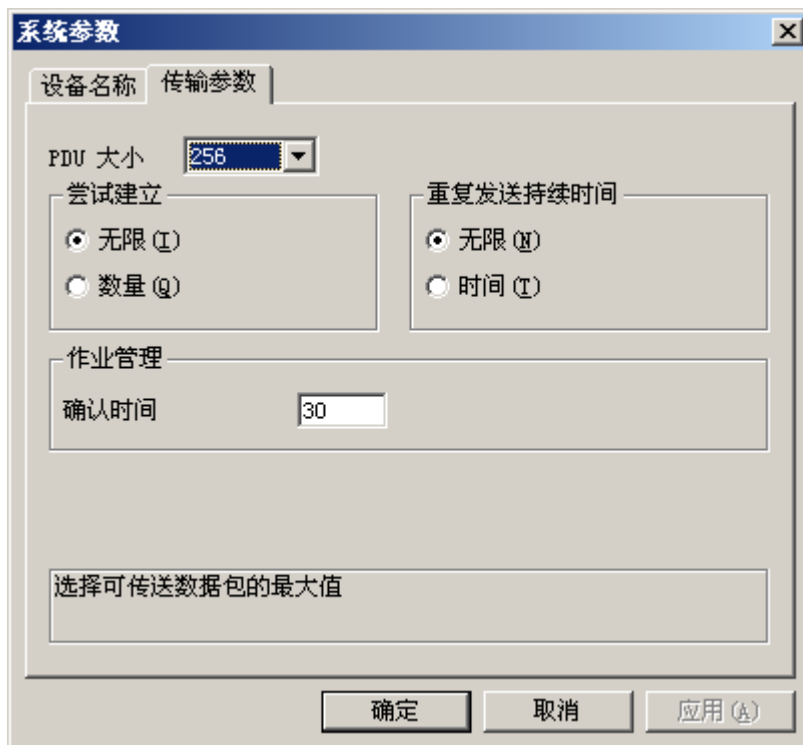 系统参数
设备名称 传输参数
PDU 大小 256
尝试建立 重复发送持续时间
无限(I) 无限(N)
数量(Q) 时间(T)
作业管理
确认时间 30
选择可传送数据包的最大值
确定 取消 应用(A)